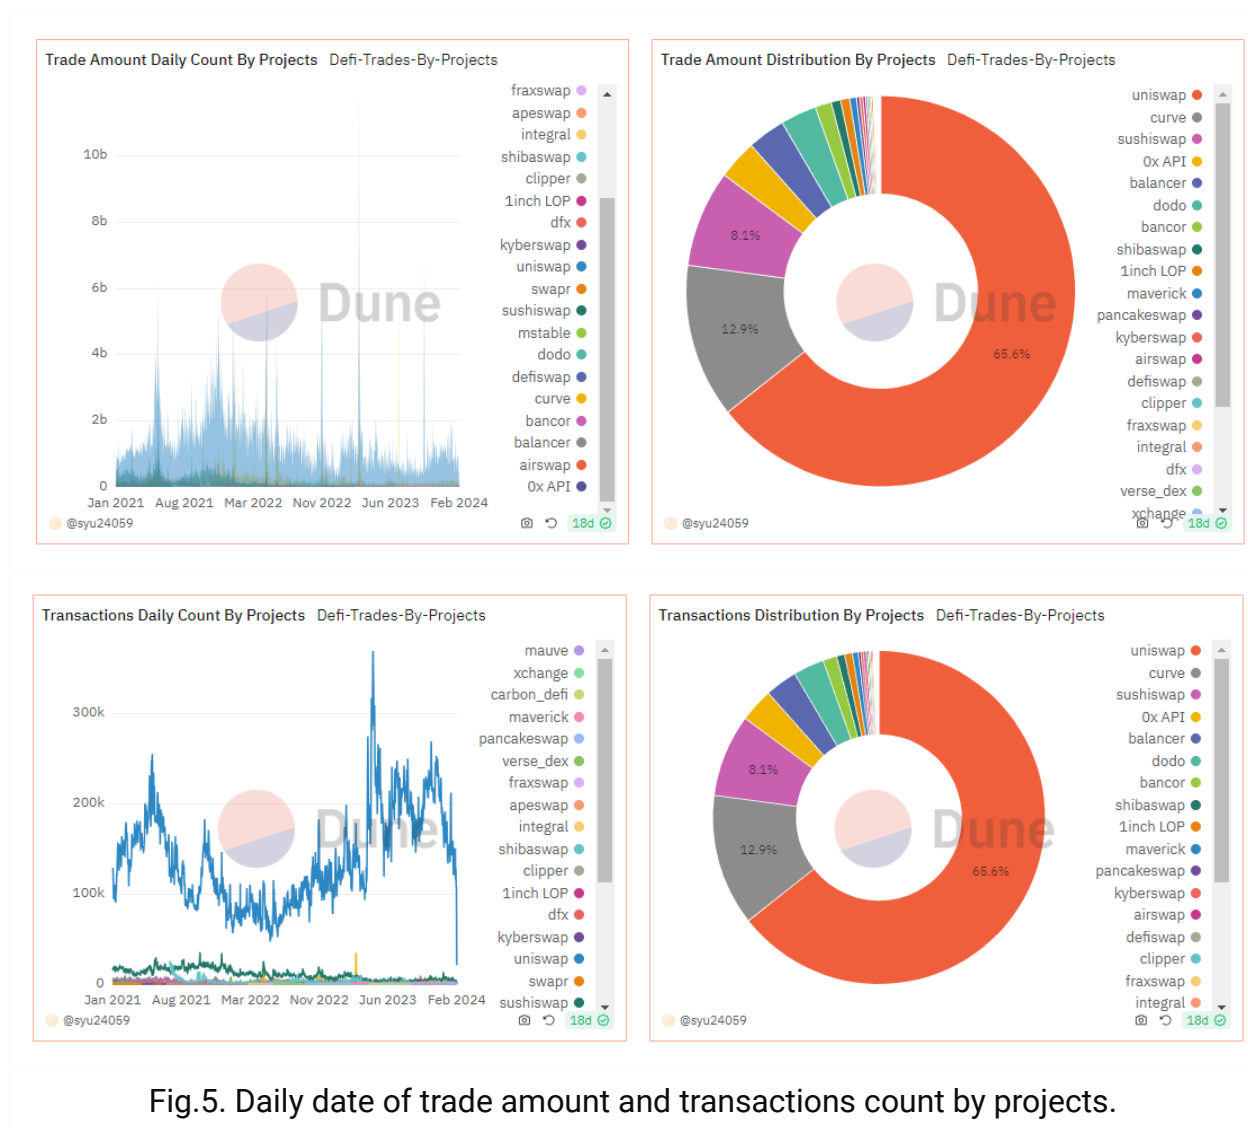 Trade Amount Daily Count By Projects Defi-Trades-By-Projects
fraxswap
apeswap
integral
shibaswap
clipper
1inch LOP
dfx
kyberswap
uniswap
swapr
sushiswap
mstable
dodo
defiswap
curve
bancor
balancer
airswap
0x API
10b
8b
6b
4b
2b
0
Jan 2021 Aug 2021 Mar 2022 Nov 2022 Jun 2023 Feb 2024
Dune
@syu24059
18d
Trade Amount Distribution By Projects Defi-Trades-By-Projects
uniswap
curve
sushiswap
0x API
balancer
dodo
bancor
shibaswap
1inch LOP
maverick
pancakeswap
kyberswap
airswap
defiswap
clipper
fraxswap
integral
dfx
verse_dex
xchange
8.1%
12.9%
65.6%
Dune
@syu24059
18d
Transactions Daily Count By Projects Defi-Trades-By-Projects
mauve
xchange
carbon_defi
maverick
pancakeswap
verse_dex
fraxswap
apeswap
integral
shibaswap
clipper
1inch LOP
dfx
kyberswap
uniswap
swapr
sushiswap
300k
200k
100k
0
Jan 2021 Aug 2021 Mar 2022 Nov 2022 Jun 2023 Feb 2024
Dune
@syu24059
18d
Transactions Distribution By Projects Defi-Trades-By-Projects
uniswap
curve
sushiswap
0x API
balancer
dodo
bancor
shibaswap
1inch LOP
maverick
pancakeswap
kyberswap
airswap
defiswap
clipper
fraxswap
integral
8.1%
12.9%
65.6%
Dune
@syu24059
18d
Fig.5. Daily date of trade amount and transactions count by projects.